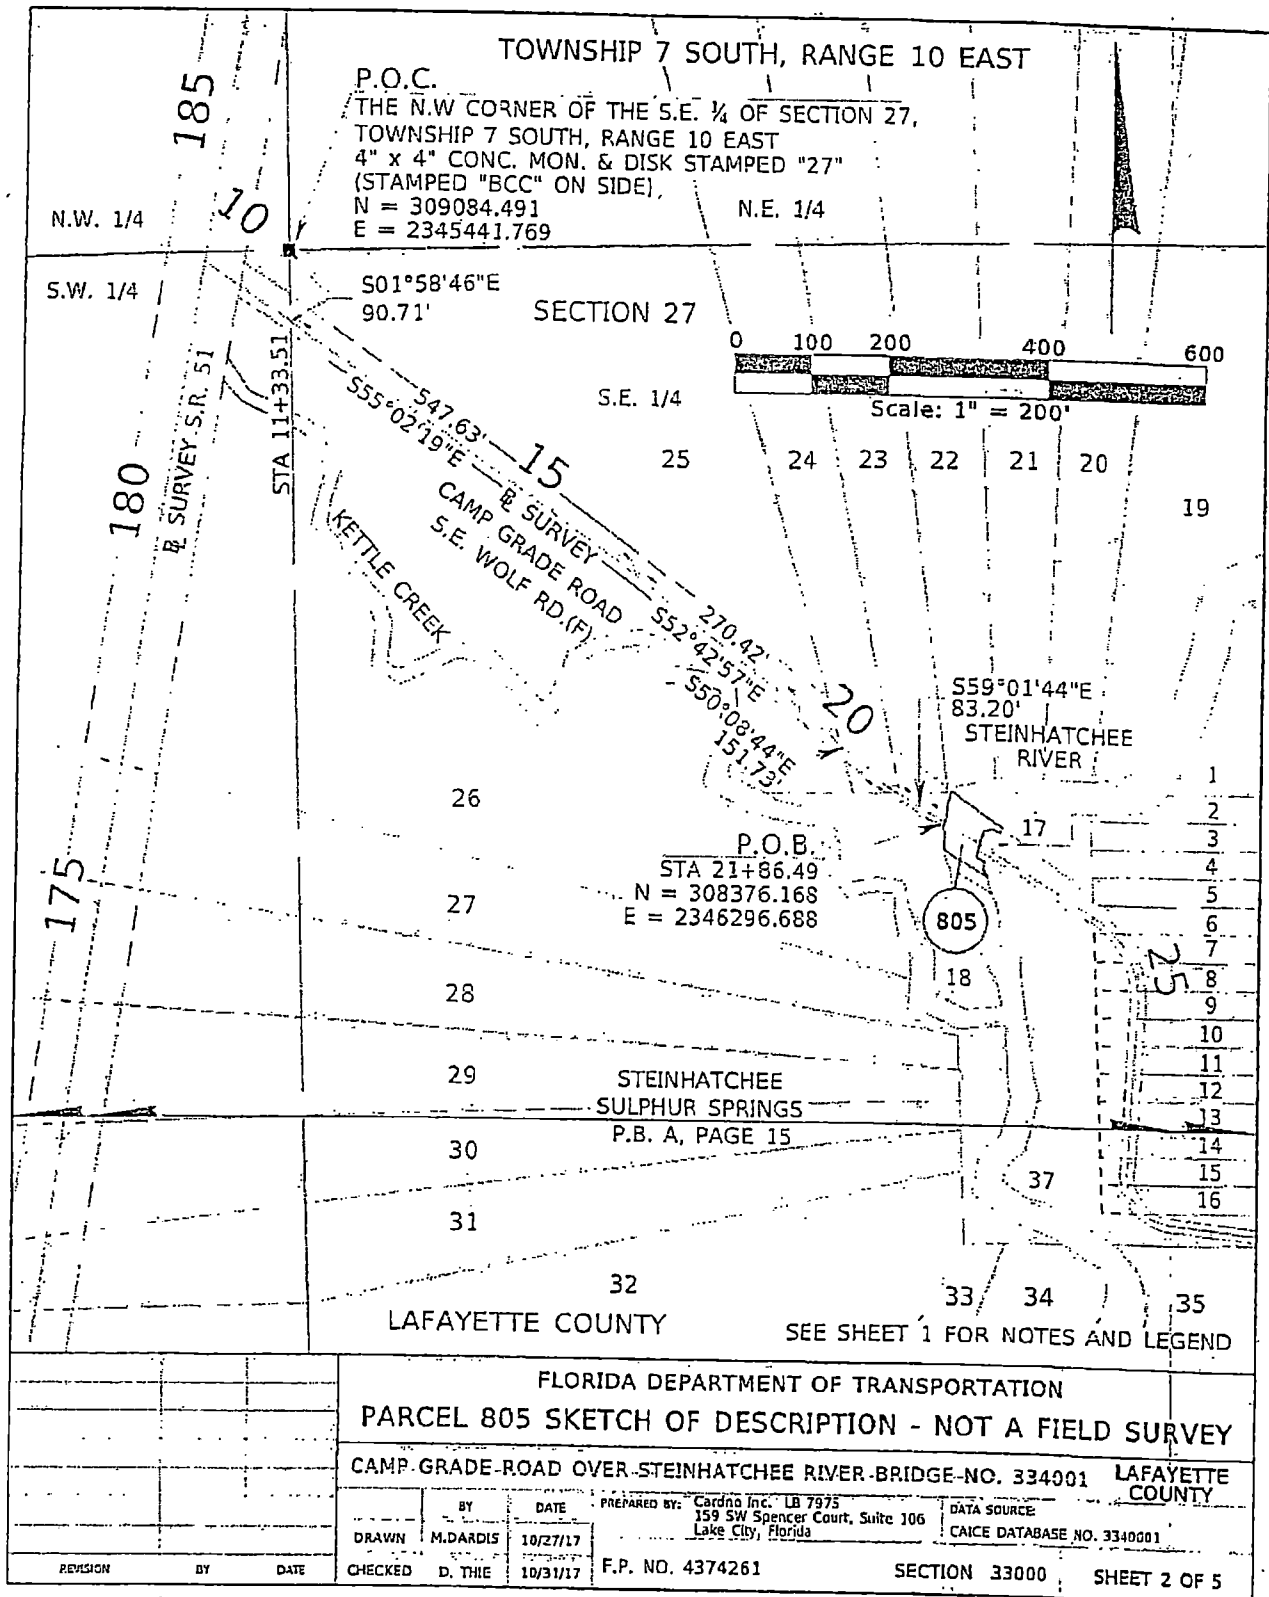 TOWNSHIP 7 SOUTH, RANGE 10 EAST
P.O.C.
THE N.W CORNER OF THE S.E. ¼ OF SECTION 27,
TOWNSHIP 7 SOUTH, RANGE 10 EAST
4" x 4" CONC. MON. & DISK STAMPED "27"
(STAMPED "BCC" ON SIDE)
N = 309084.491
E = 2345441.769
185
10
N.W. 1/4
N.E. 1/4
S.W. 1/4
S01°58'46"E
90.71'
SECTION 27
0 100 200 400 600
Scale: 1" = 200'
S.E. 1/4
STA 11+33.51
BL SURVEY S.R. 51
180
547.63'
S55°02'19"E
15
BL SURVEY
CAMP GRADE ROAD
S.E. WOLF RD.(F)
KETTLE CREEK
25
24
23
22
21
20
19
270.42'
S52°42'57"E
S50°08'44"E
151.73'
20
S59°01'44"E
83.20'
STEINHATCHEE
RIVER
26
P.O.B.
STA 21+86.49
N = 308376.168
E = 2346296.688
805
17
18
1
2
3
4
5
6
7
8
9
10
11
12
13
14
15
16
25
175
27
28
29
STEINHATCHEE
SULPHUR SPRINGS
P.B. A, PAGE 15
30
31
32
37
33
34
35
LAFAYETTE COUNTY
SEE SHEET 1 FOR NOTES AND LEGEND
FLORIDA DEPARTMENT OF TRANSPORTATION
PARCEL 805 SKETCH OF DESCRIPTION - NOT A FIELD SURVEY
CAMP GRADE ROAD OVER STEINHATCHEE RIVER BRIDGE NO. 334001
LAFAYETTE
COUNTY
BY DATE
DRAWN M.DARDIS 10/27/17
CHECKED D. THIE 10/31/17
PREPARED BY: Cardno Inc. LB 7975
159 SW Spencer Court, Suite 106
Lake City, Florida
DATA SOURCE:
CAICE DATABASE NO. 3340001
F.P. NO. 4374261
SECTION 33000
SHEET 2 OF 5
REVISION BY DATE